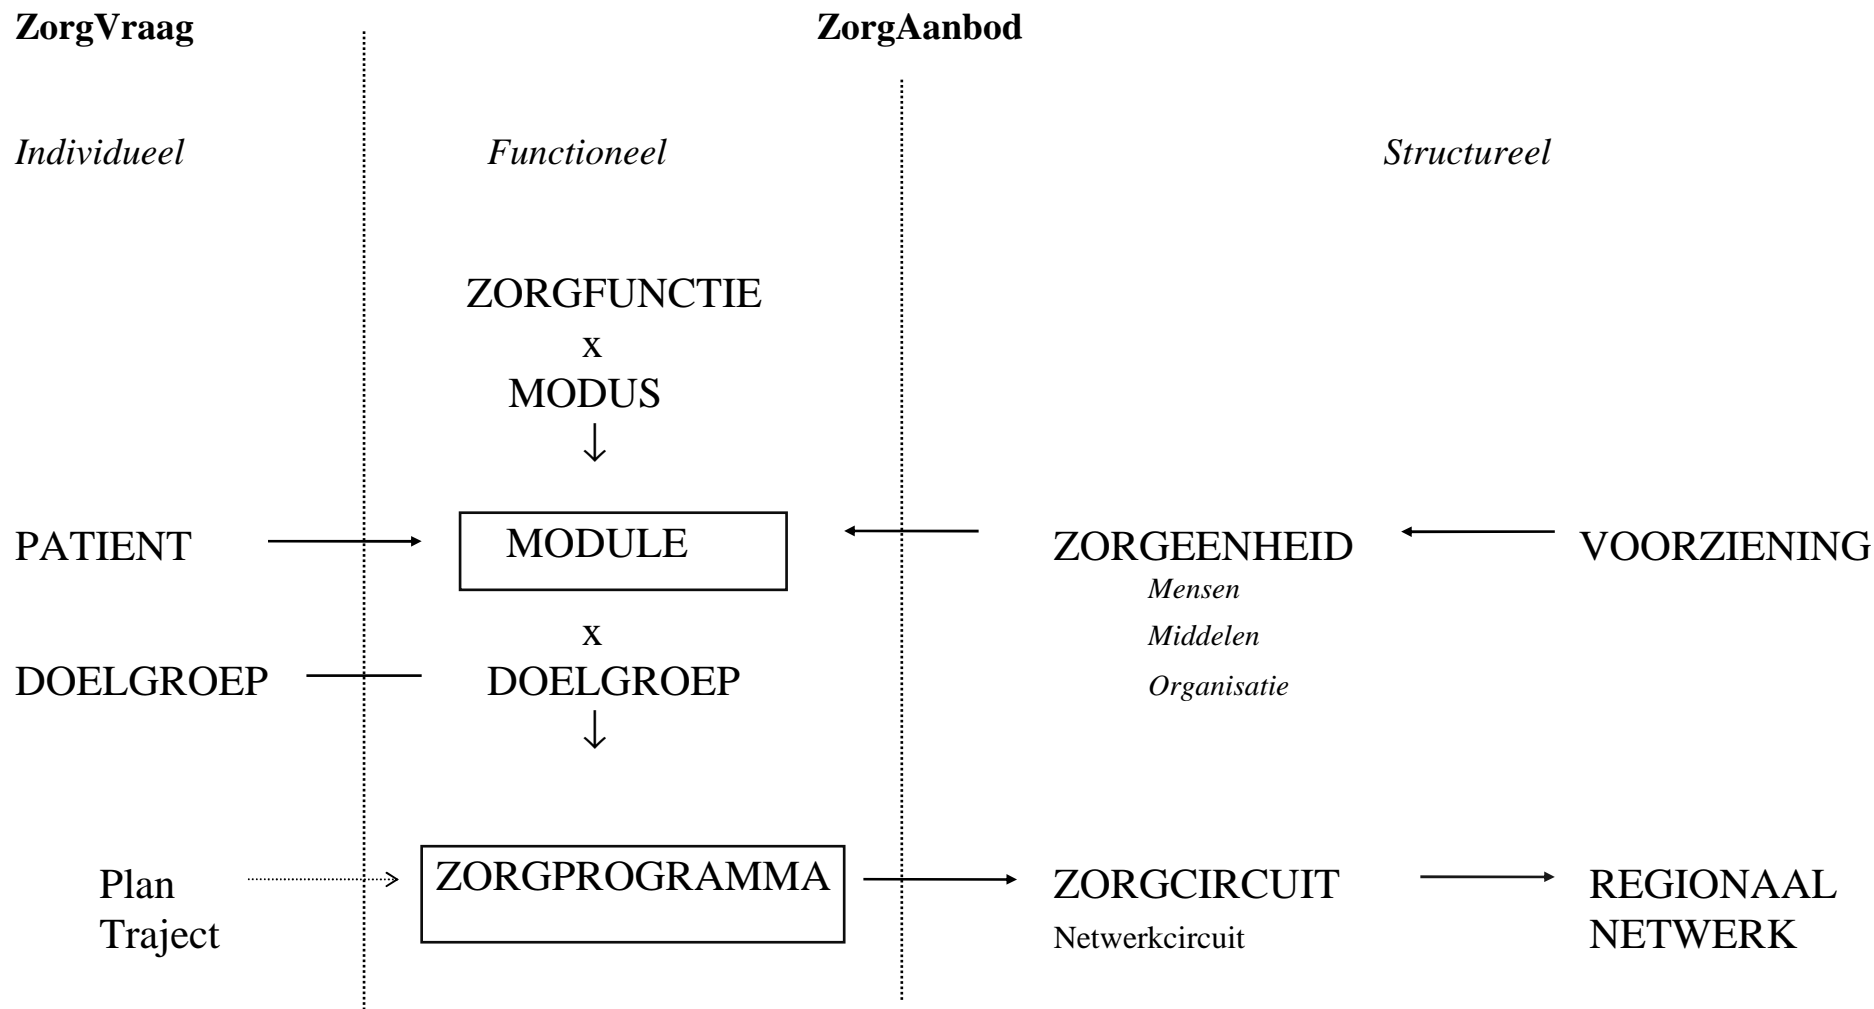 ZorgVraag ZorgAanbod
Individueel Functioneel Structureel
ZORGFUNCTIE
x
MODUS
PATIENT MODULE ZORGEENHEID VOORZIENING
Mensen
x Middelen
DOELGROEP DOELGROEP Organisatie
Plan ZORGPROGRAMMA ZORGCIRCUIT REGIONAAL
Traject Netwerkcircuit NETWERK